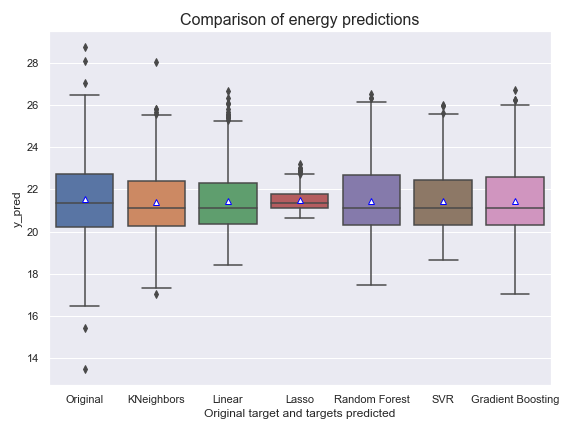 Comparison of energy predictions
y_pred
28
26
24
22
20
18
16
14
Original KNeighbors Linear Lasso Random Forest SVR Gradient Boosting
Original target and targets predicted